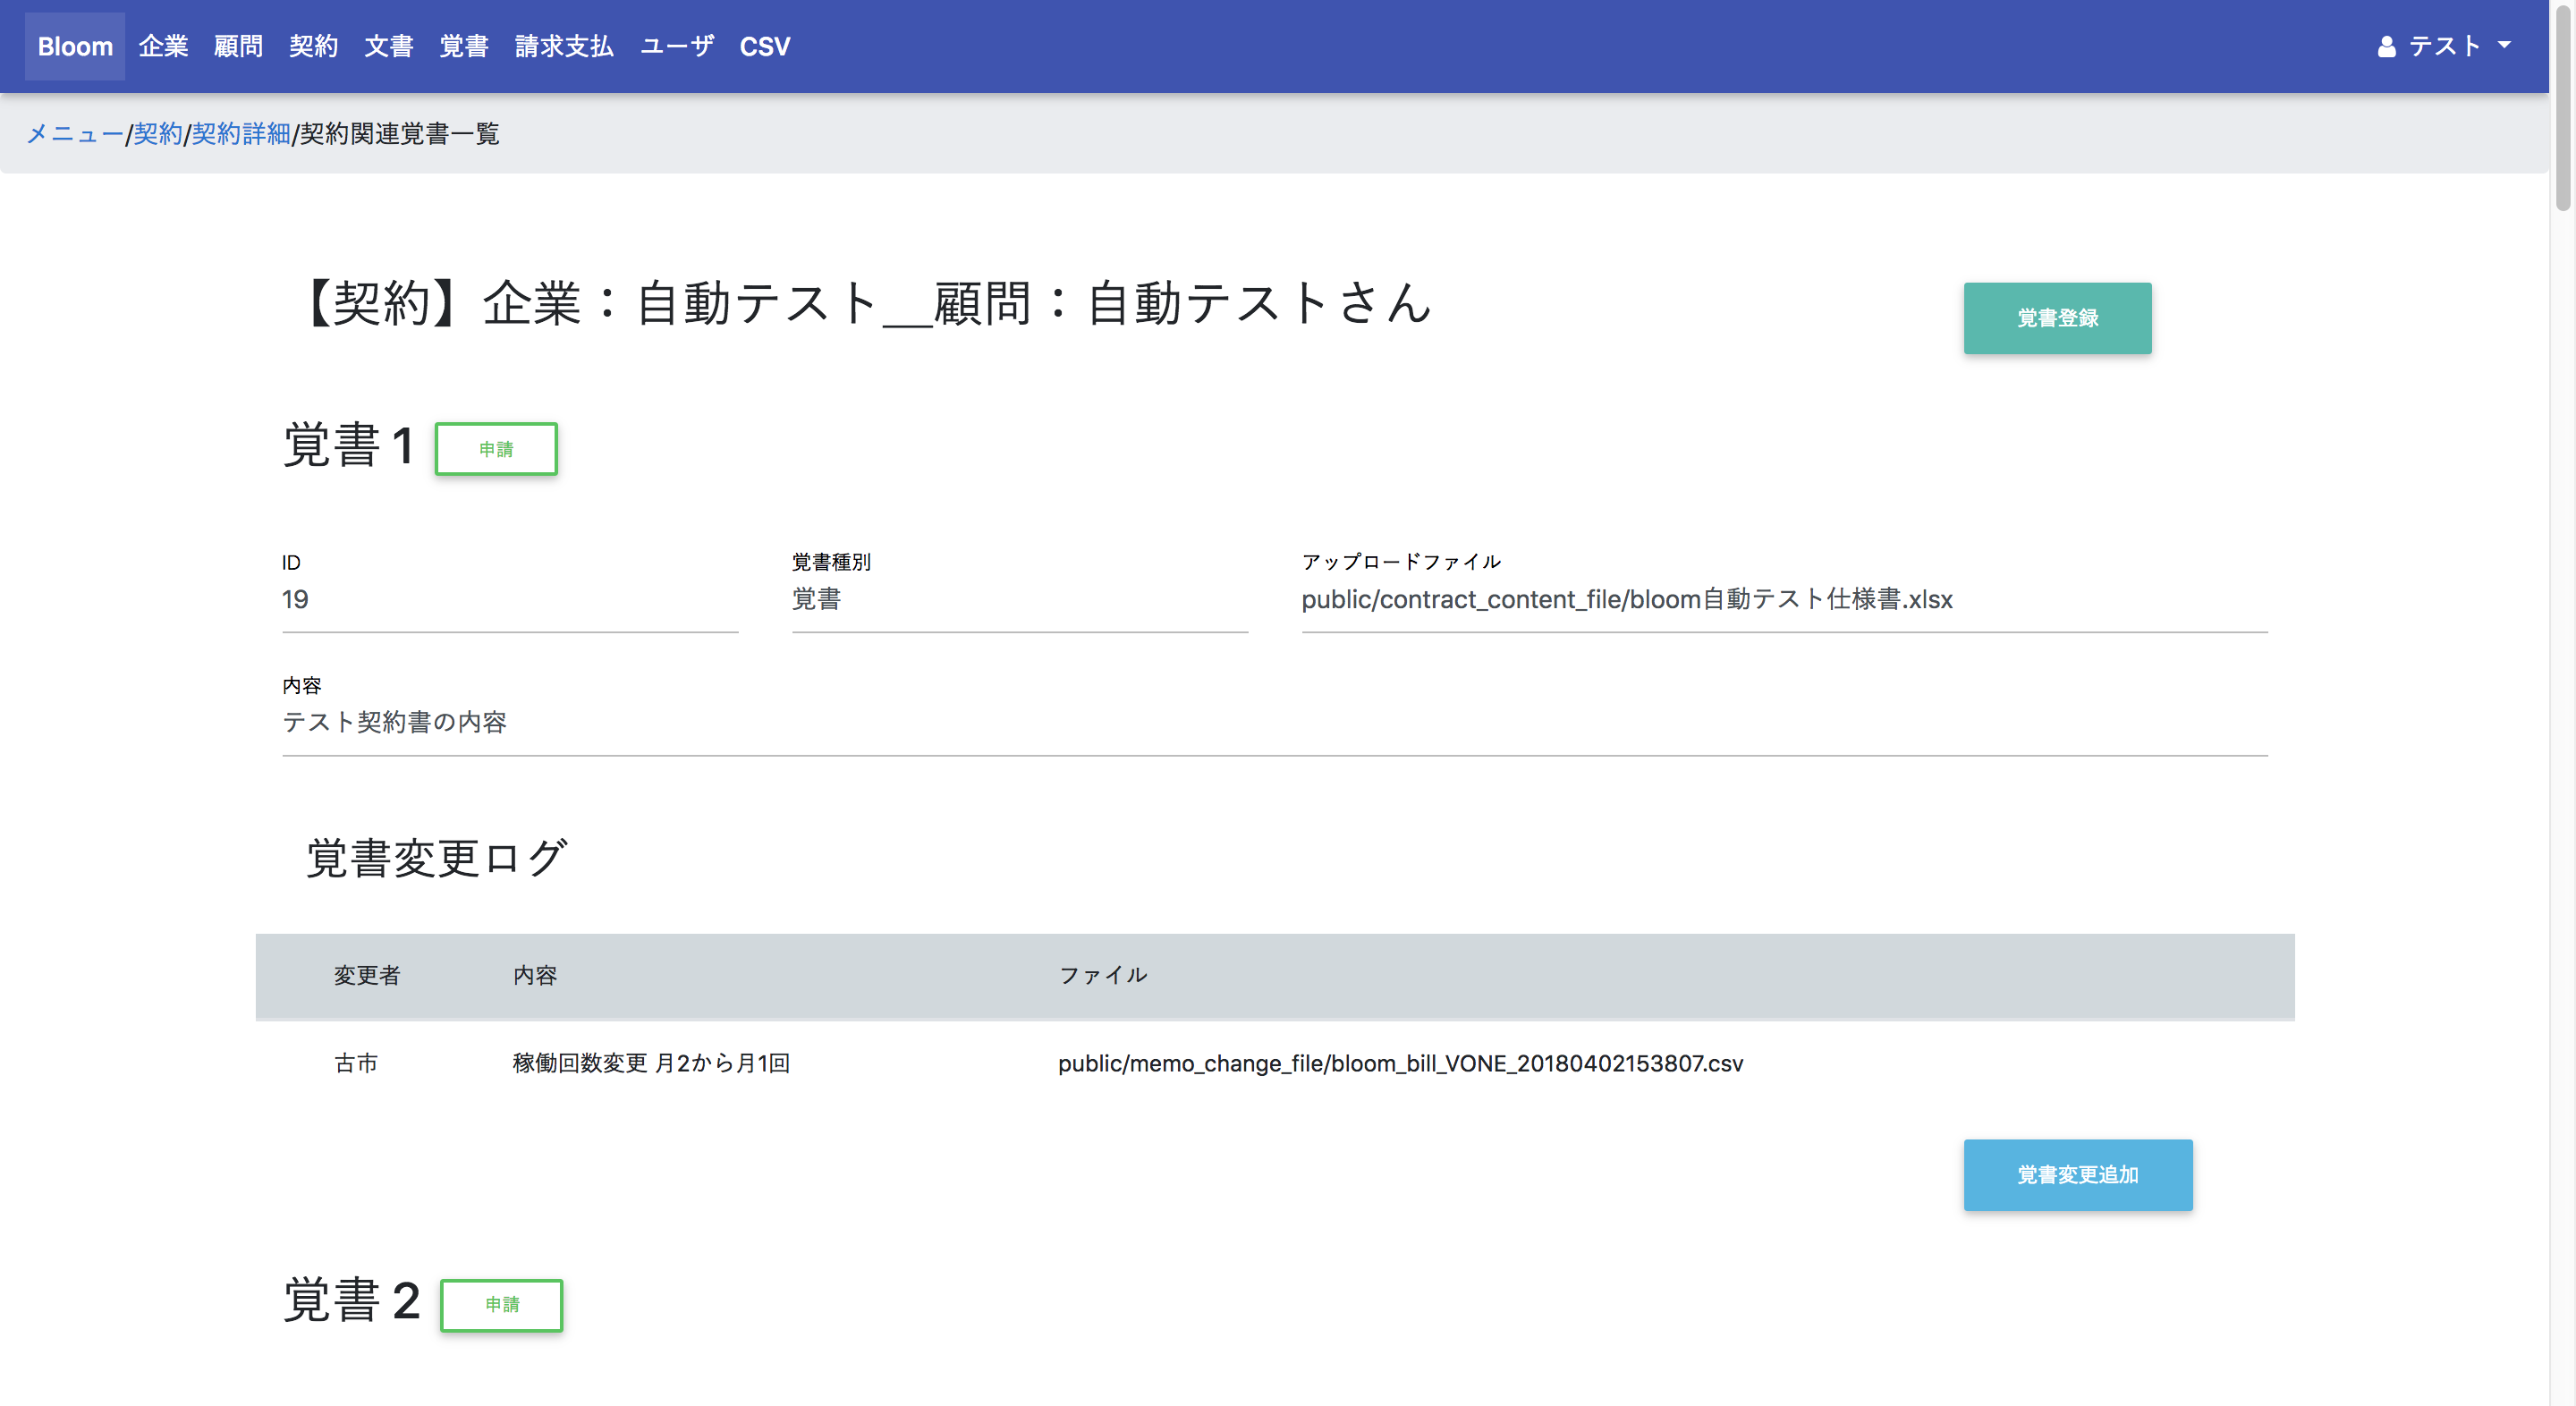 Bloom 企業 顧問 契約 文書 覚書 請求支払 ユーザ CSV テスト
メニュー/契約/契約詳細/契約関連覚書一覧
【契約】企業：自動テスト__顧問：自動テストさん
覚書登録
覚書 1 申請
ID 覚書種別 アップロードファイル
19 覚書 public/contract_content_file/bloom自動テスト仕様書.xlsx
内容
テスト契約書の内容
覚書変更ログ
変更者 内容 ファイル
古市 稼働回数変更 月2から月1回 public/memo_change_file/bloom_bill_VONE_20180402153807.csv
覚書変更追加
覚書 2 申請